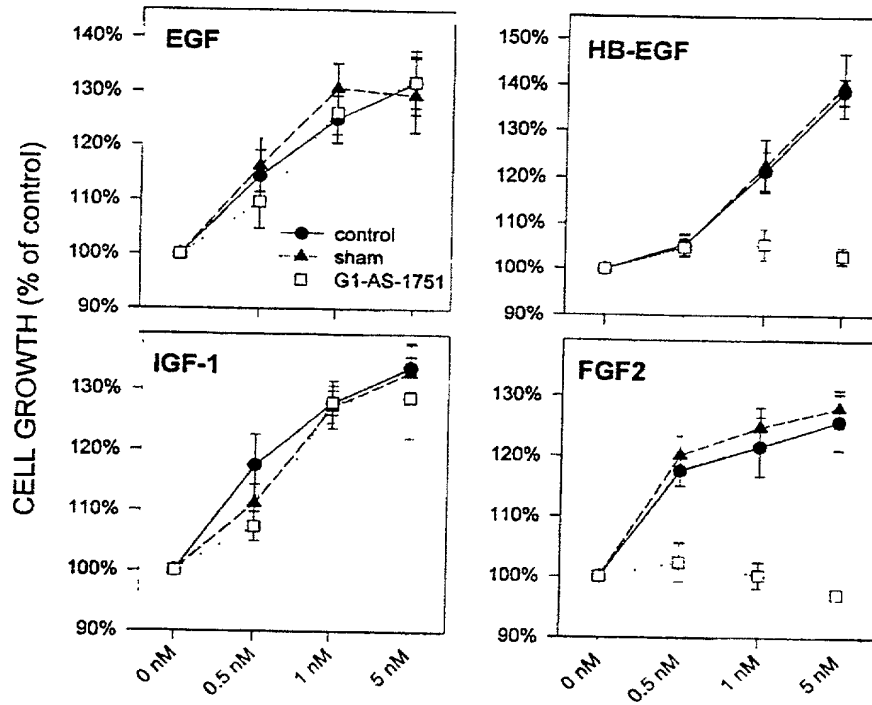 CELL GROWTH (% of control)
EGF
140%
130%
120%
110%
100%
90%
control
sham
G1-AS-1751
HB-EGF
150%
140%
130%
120%
110%
100%
90%
IGF-1
130%
120%
110%
100%
90%
0 nM
0.5 nM
1 nM
5 nM
FGF2
130%
120%
110%
100%
90%
0 nM
0.5 nM
1 nM
5 nM